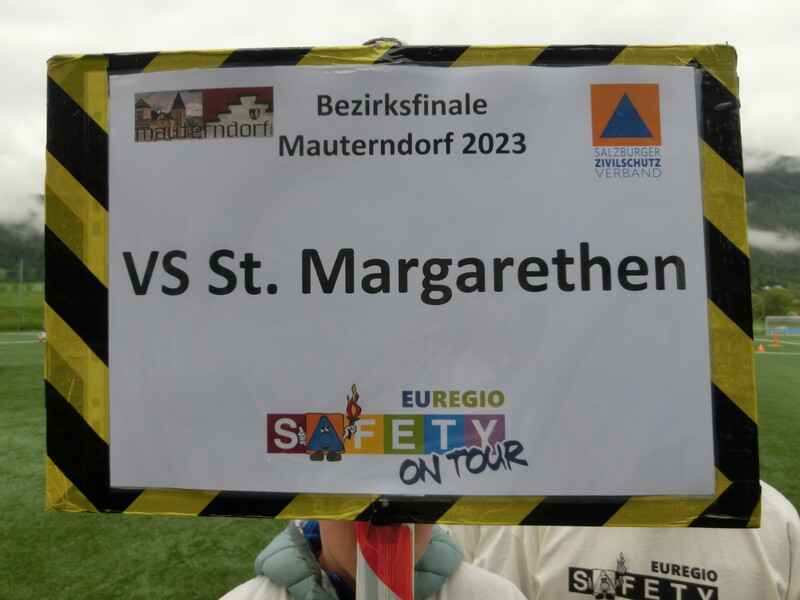 mauterndorf
Bezirksfinale
Mauterndorf 2023
SALZBURGER
ZIVILSCHUTZ
VERBAND
VS St. Margarethen
EUREGIO
SAFETY
ON TOUR
EUREGIO
SAFETY